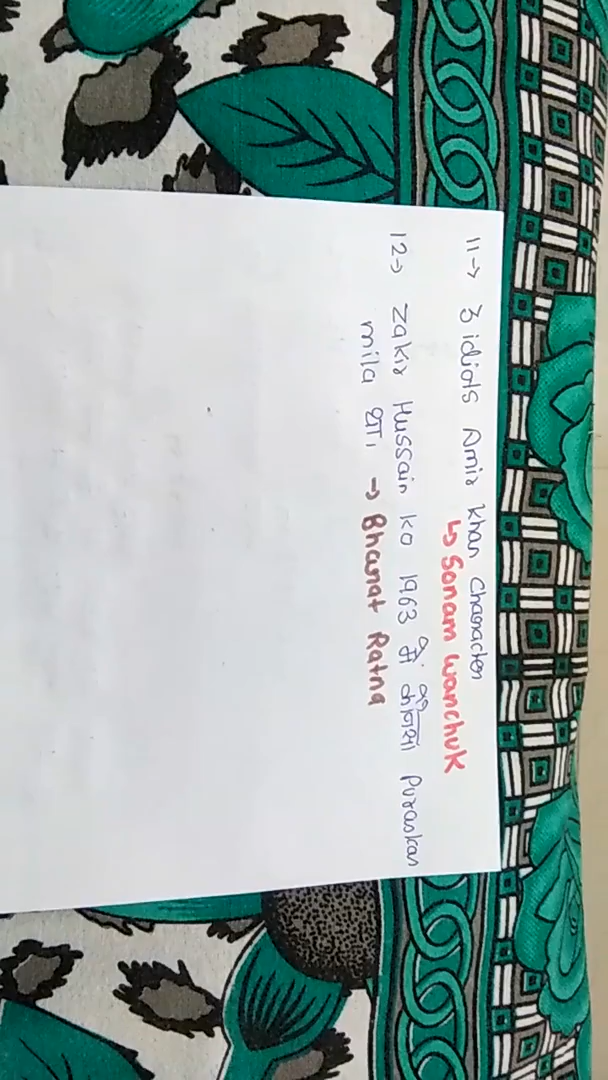 11→ 3 idiots Amir Khan Character
↳ Sonam Wanchuk
12→ Zakir Hussain ko 1963 में कौनसा Puraskar
mila था। → Bharat Ratna